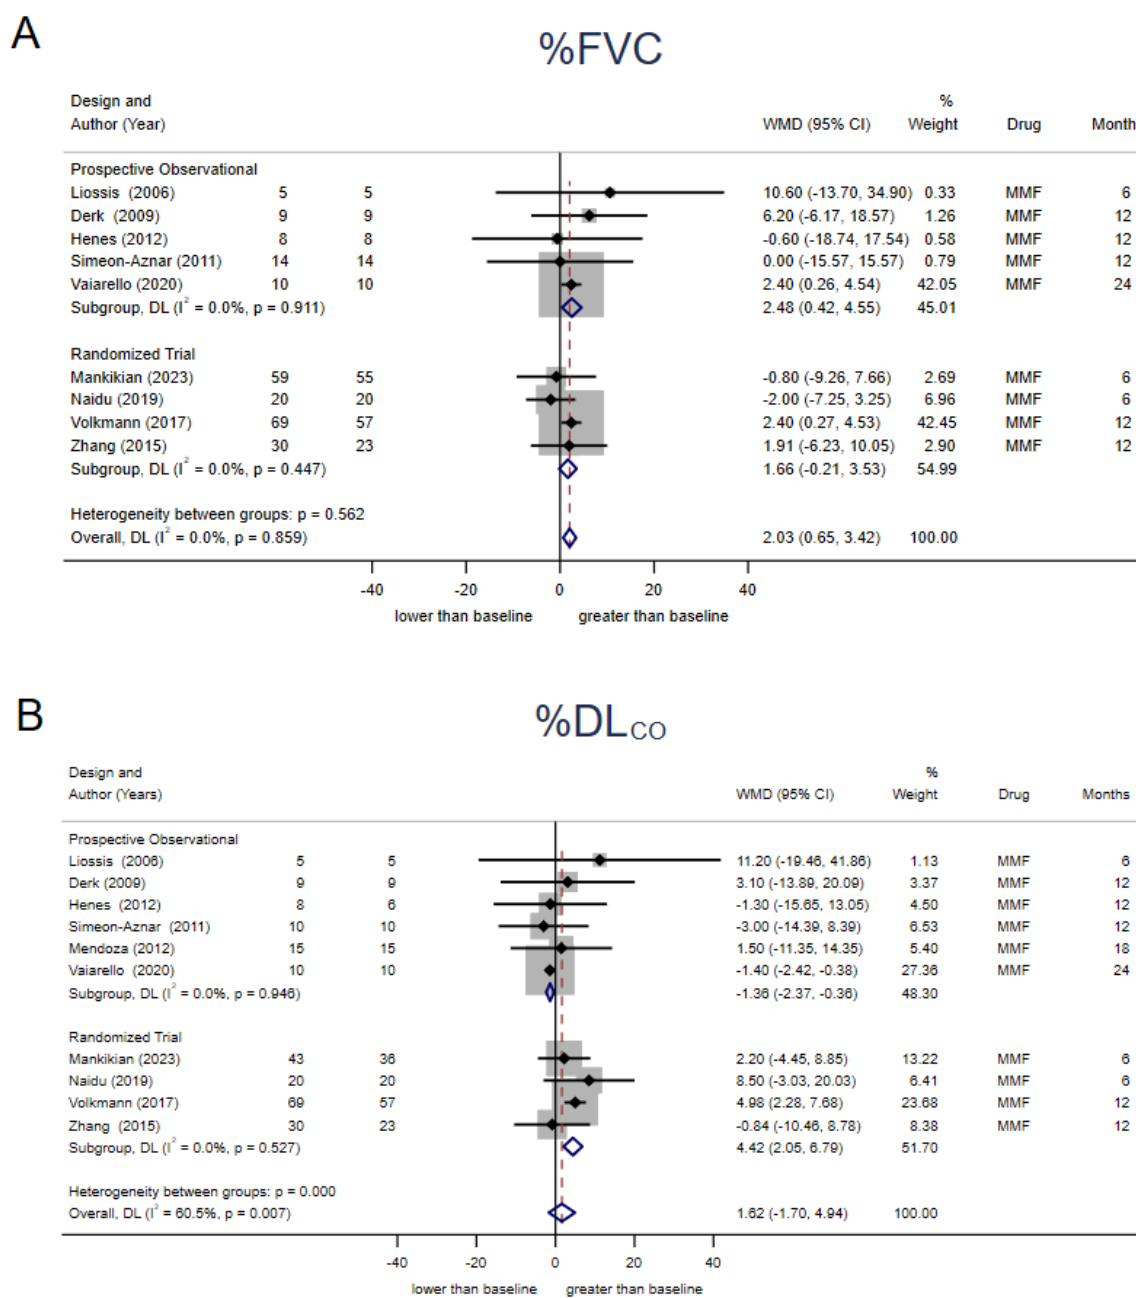 A
%FVC
Design and %
Author (Year) WMD (95% CI) Weight Drug Month
Prospective Observational
Liossis (2006) 5 5 10.60 (-13.70, 34.90) 0.33 MMF 6
Derk (2009) 9 9 6.20 (-6.17, 18.57) 1.26 MMF 12
Henes (2012) 8 8 -0.60 (-18.74, 17.54) 0.58 MMF 12
Simeon-Aznar (2011) 14 14 0.00 (-15.57, 15.57) 0.79 MMF 12
Vaiarello (2020) 10 10 2.40 (0.26, 4.54) 42.05 MMF 24
Subgroup, DL (I² = 0.0%, p = 0.911) 2.48 (0.42, 4.55) 45.01
Randomized Trial
Mankikian (2023) 59 55 -0.80 (-9.26, 7.66) 2.69 MMF 6
Naidu (2019) 20 20 -2.00 (-7.25, 3.25) 6.96 MMF 6
Volkmann (2017) 69 57 2.40 (0.27, 4.53) 42.45 MMF 12
Zhang (2015) 30 23 1.91 (-6.23, 10.05) 2.90 MMF 12
Subgroup, DL (I² = 0.0%, p = 0.447) 1.66 (-0.21, 3.53) 54.99
Heterogeneity between groups: p = 0.562
Overall, DL (I² = 0.0%, p = 0.859) 2.03 (0.65, 3.42) 100.00
-40 -20 0 20 40
lower than baseline greater than baseline
B
%DLCO
Design and %
Author (Years) WMD (95% CI) Weight Drug Months
Prospective Observational
Liossis (2006) 5 5 11.20 (-19.46, 41.86) 1.13 MMF 6
Derk (2009) 9 9 3.10 (-13.89, 20.09) 3.37 MMF 12
Henes (2012) 8 6 -1.30 (-15.65, 13.05) 4.50 MMF 12
Simeon-Aznar (2011) 10 10 -3.00 (-14.39, 8.39) 6.53 MMF 12
Mendoza (2012) 15 15 1.50 (-11.35, 14.35) 5.40 MMF 18
Vaiarello (2020) 10 10 -1.40 (-2.42, -0.38) 27.36 MMF 24
Subgroup, DL (I² = 0.0%, p = 0.946) -1.36 (-2.37, -0.36) 48.30
Randomized Trial
Mankikian (2023) 43 36 2.20 (-4.45, 8.85) 13.22 MMF 6
Naidu (2019) 20 20 8.50 (-3.03, 20.03) 6.41 MMF 6
Volkmann (2017) 69 57 4.98 (2.28, 7.68) 23.68 MMF 12
Zhang (2015) 30 23 -0.84 (-10.46, 8.78) 8.38 MMF 12
Subgroup, DL (I² = 0.0%, p = 0.527) 4.42 (2.05, 6.79) 51.70
Heterogeneity between groups: p = 0.000
Overall, DL (I² = 60.5%, p = 0.007) 1.62 (-1.70, 4.94) 100.00
-40 -20 0 20 40
lower than baseline greater than baseline